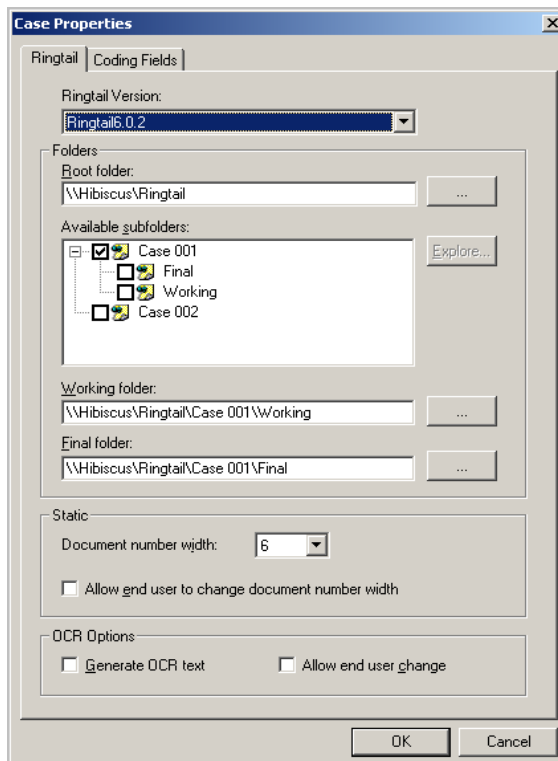 Case Properties
Ringtail
Coding Fields
Ringtail Version:
Ringtail6.0.2
Folders
Root folder:
\\Hibiscus\Ringtail
...
Available subfolders:
Case 001
Final
Working
Case 002
Explore...
Working folder:
\\Hibiscus\Ringtail\Case 001\Working
...
Final folder:
\\Hibiscus\Ringtail\Case 001\Final
...
Static
Document number width:
6
Allow end user to change document number width
OCR Options
Generate OCR text
Allow end user change
OK
Cancel